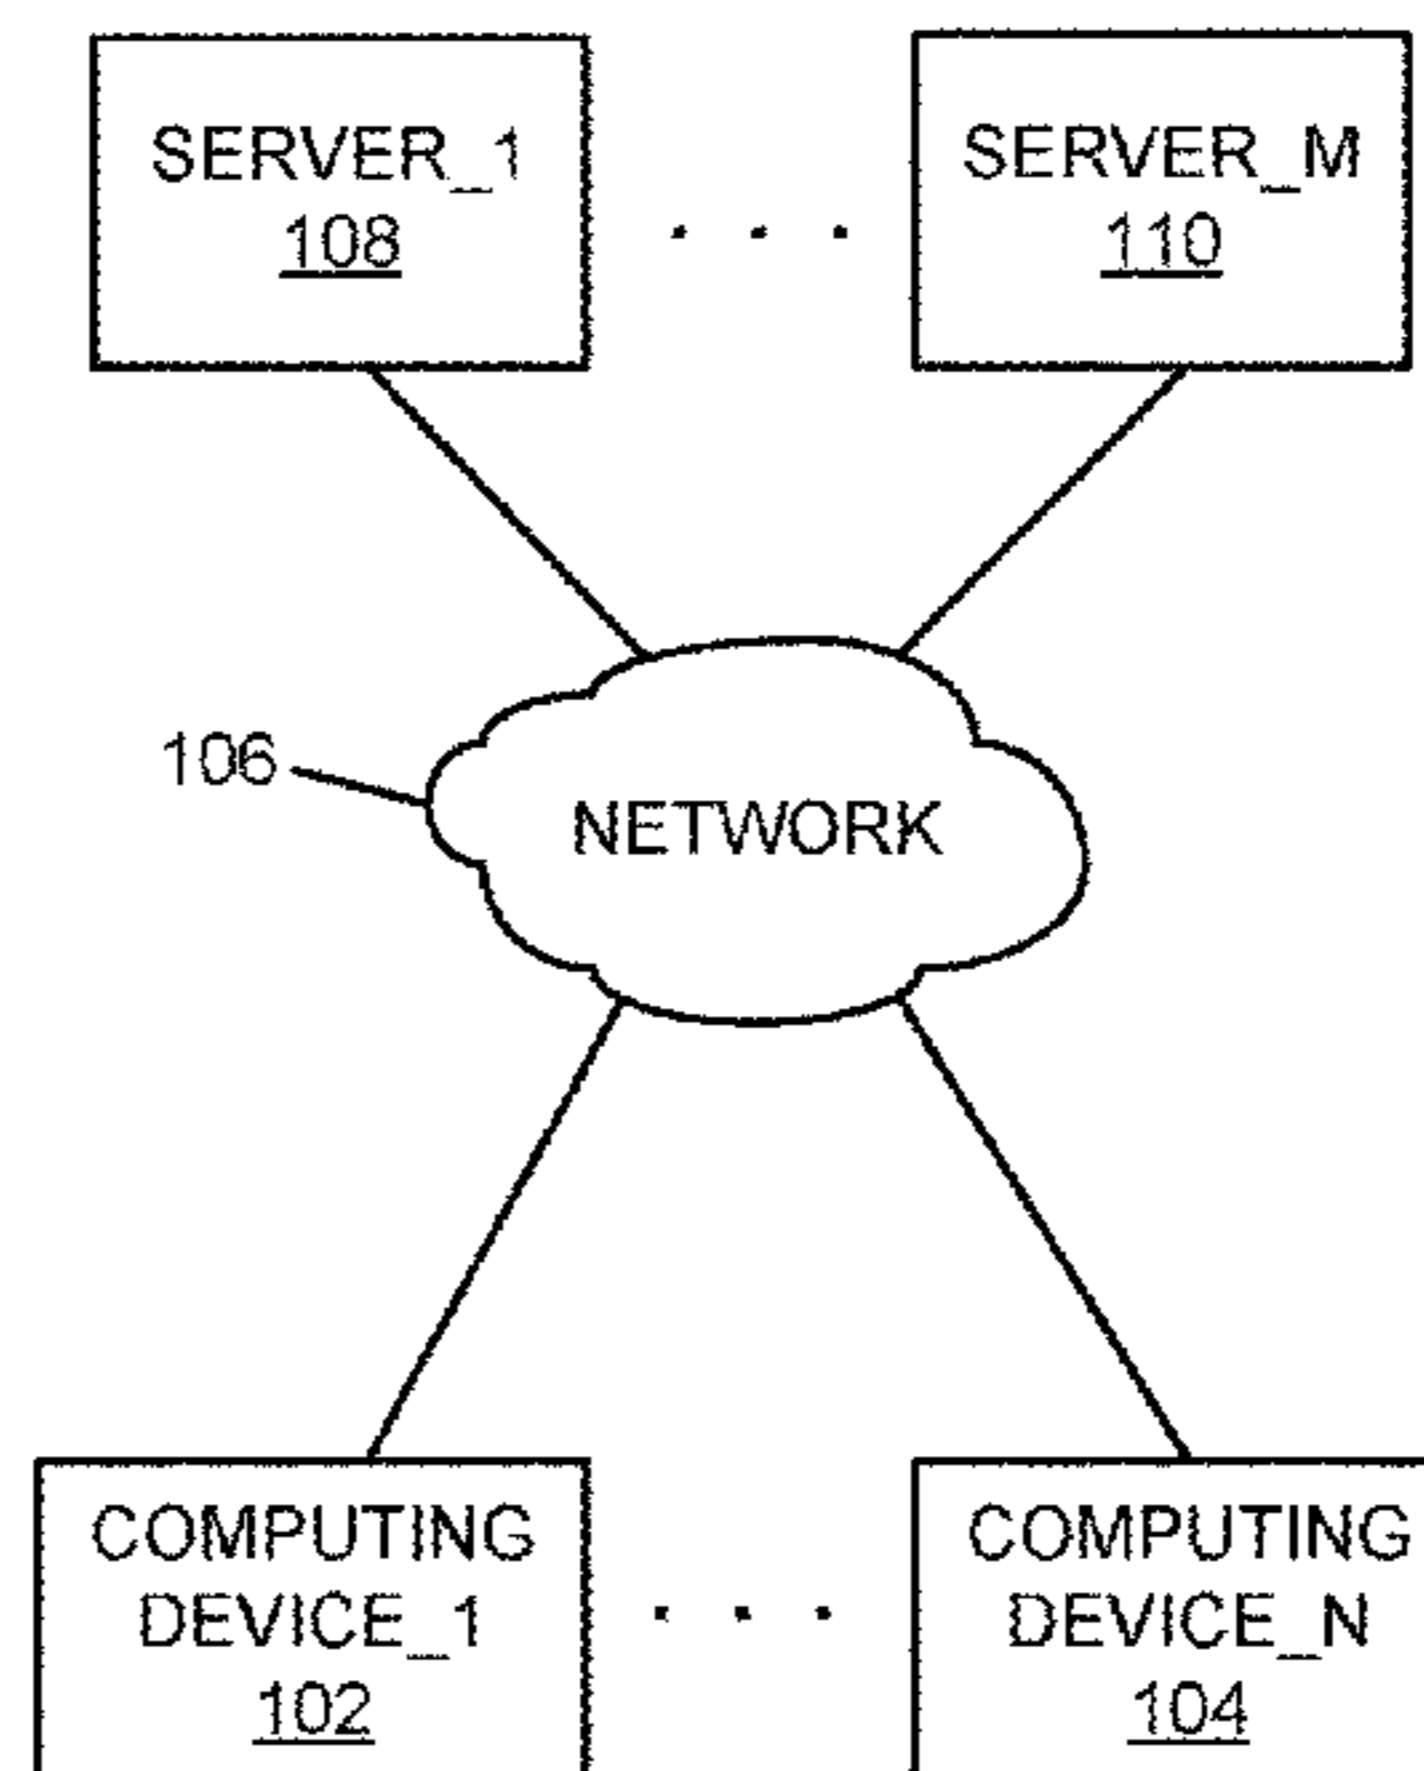 SERVER_1
108
. . .
SERVER_M
110
106
NETWORK
COMPUTING
DEVICE_1
102
. . .
COMPUTING
DEVICE_N
104